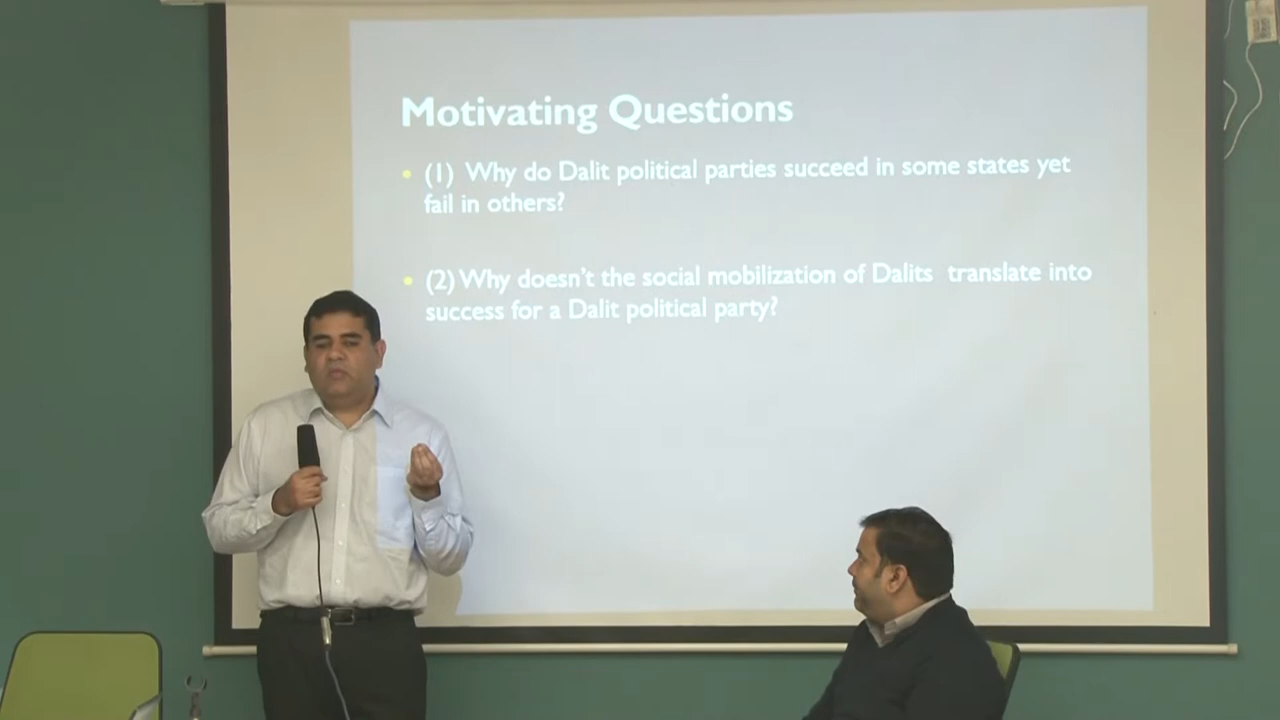 Motivating Questions
• (1) Why do Dalit political parties succeed in some states yet
fail in others?
• (2) Why doesn't the social mobilization of Dalits translate into
success for a Dalit political party?